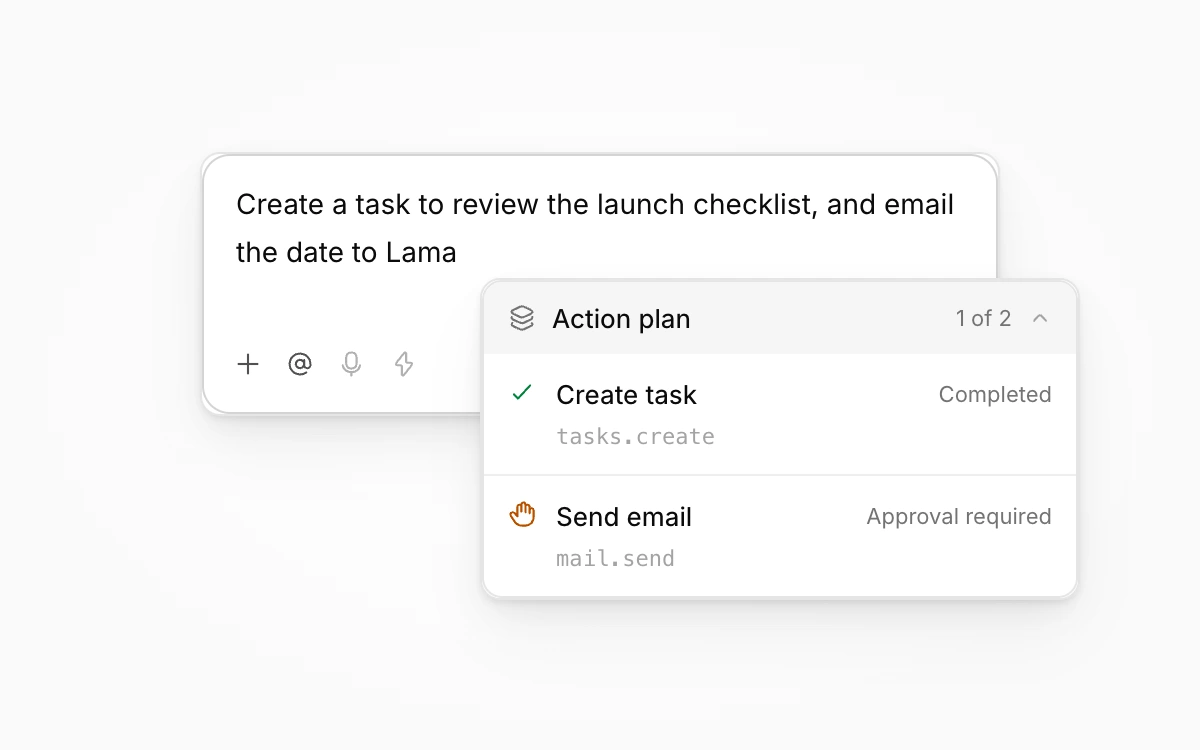 Create a task to review the launch checklist, and email
the date to Lama
Action plan
1 of 2
Create task
Completed
tasks.create
Send email
Approval required
mail.send